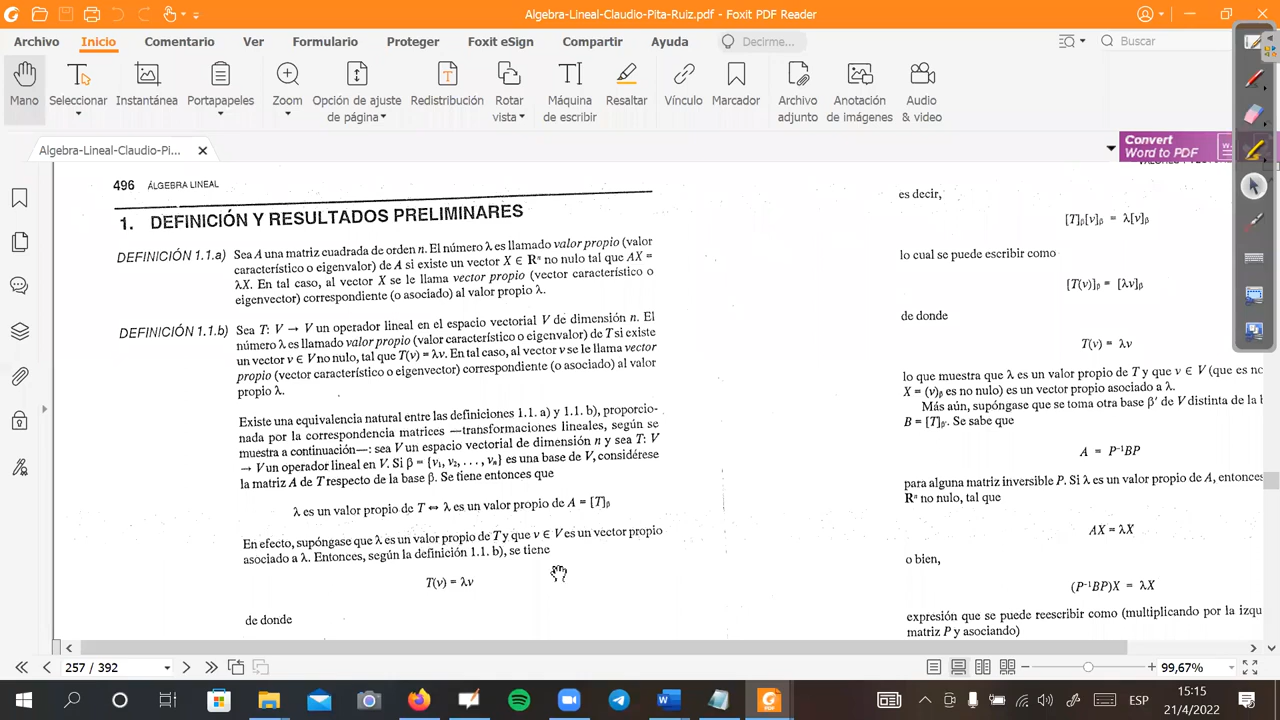 Algebra-Lineal-Claudio-Pita-Ruiz.pdf - Foxit PDF Reader
Archivo Inicio Comentario Ver Formulario Proteger Foxit eSign Compartir Ayuda Decirme... Buscar
Mano Seleccionar Instantánea Portapapeles Zoom Opción de ajuste de página Redistribución Rotar vista Máquina de escribir Resaltar Vínculo Marcador Archivo adjunto Anotación de imágenes Audio & video
Algebra-Lineal-Claudio-Pi...
Convert
Word to PDF
496 ÁLGEBRA LINEAL
1. DEFINICIÓN Y RESULTADOS PRELIMINARES
DEFINICIÓN 1.1.a) Sea A una matriz cuadrada de orden n. El número λ es llamado valor propio (valor
característico o eigenvalor) de A si existe un vector X ∈ Rⁿ no nulo tal que AX =
λX. En tal caso, al vector X se le llama vector propio (vector característico o
eigenvector) correspondiente (o asociado) al valor propio λ.
DEFINICIÓN 1.1.b) Sea T: V → V un operador lineal en el espacio vectorial V de dimensión n. El
número λ es llamado valor propio (valor característico o eigenvalor) de T si existe
un vector v ∈ V no nulo, tal que T(v) = λv. En tal caso, al vector v se le llama vector
propio (vector característico o eigenvector) correspondiente (o asociado) al valor
propio λ.
Existe una equivalencia natural entre las definiciones 1.1. a) y 1.1. b), proporcio-
nada por la correspondencia matrices —transformaciones lineales, según se
muestra a continuación—: sea V un espacio vectorial de dimensión n y sea T: V
→ V un operador lineal en V. Si β = {v₁, v₂, . . . , vₙ} es una base de V, considérese
la matriz A de T respecto de la base β. Se tiene entonces que
λ es un valor propio de T ↔ λ es un valor propio de A = [T]β
En efecto, supóngase que λ es un valor propio de T y que v ∈ V es un vector propio
asociado a λ. Entonces, según la definición 1.1. b), se tiene
T(v) = λv
de donde
es decir,
[T]β[v]β = λ[v]β
lo cual se puede escribir como
[T(v)]β = [λv]β
de donde
T(v) = λv
lo que muestra que λ es un valor propio de T y que v ∈ V (que es no
X = (v)β es no nulo) es un vector propio asociado a λ.
Más aún, supóngase que se toma otra base β' de V distinta de la
B = [T]β'. Se sabe que
A = P⁻¹BP
para alguna matriz inversible P. Si λ es un valor propio de A, entonces
Rⁿ no nulo, tal que
AX = λX
o bien,
(P⁻¹BP)X = λX
expresión que se puede reescribir como (multiplicando por la izqu
matriz P y asociando)
257 / 392
99,67%
ESP
15:15
21/4/2022